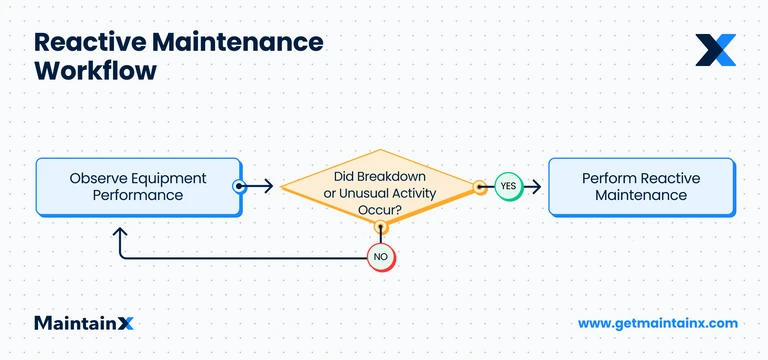 Reactive Maintenance
Workflow
Observe Equipment
Performance
Did Breakdown
or Unusual Activity
Occur?
YES
Perform Reactive
Maintenance
NO
MaintainX
www.getmaintainx.com